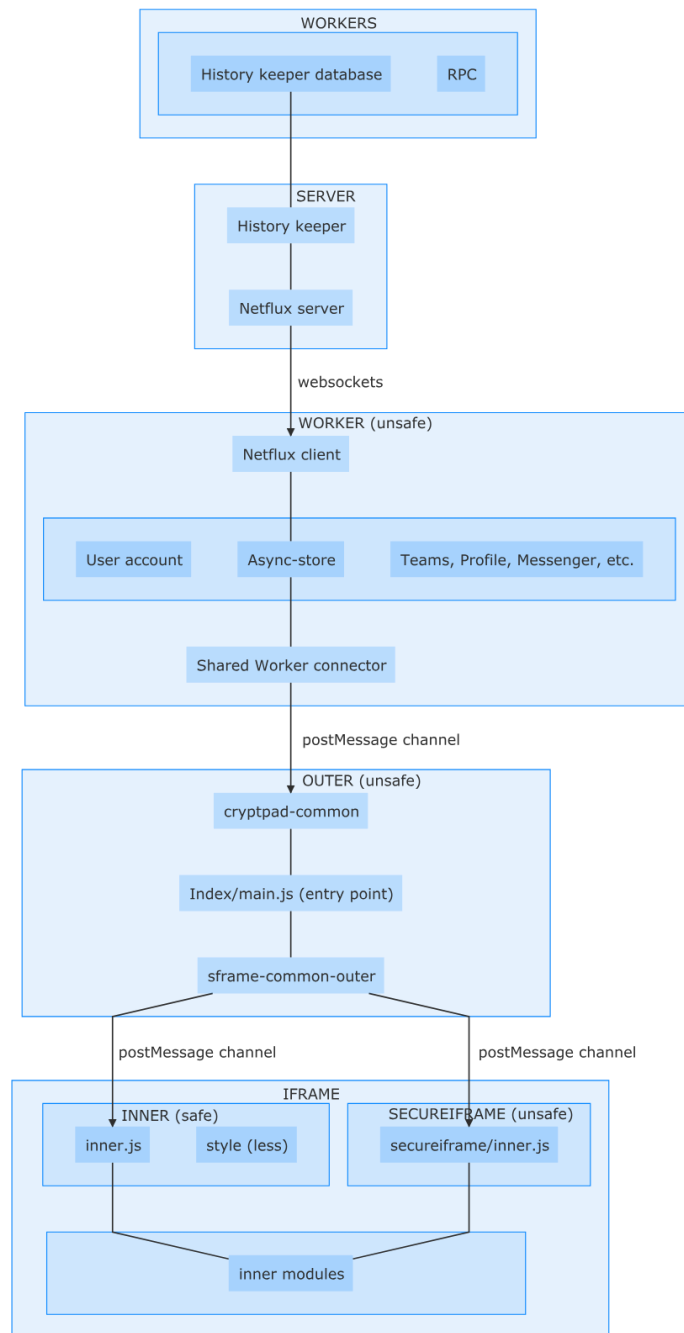 WORKERS
History keeper database
RPC
SERVER
History keeper
Netflux server
websockets
WORKER (unsafe)
Netflux client
User account
Async-store
Teams, Profile, Messenger, etc.
Shared Worker connector
postMessage channel
OUTER (unsafe)
cryptpad-common
Index/main.js (entry point)
sframe-common-outer
postMessage channel
postMessage channel
IFRAME
INNER (safe)
SECUREIFRAME (unsafe)
inner.js
style (less)
secureiframe/inner.js
inner modules